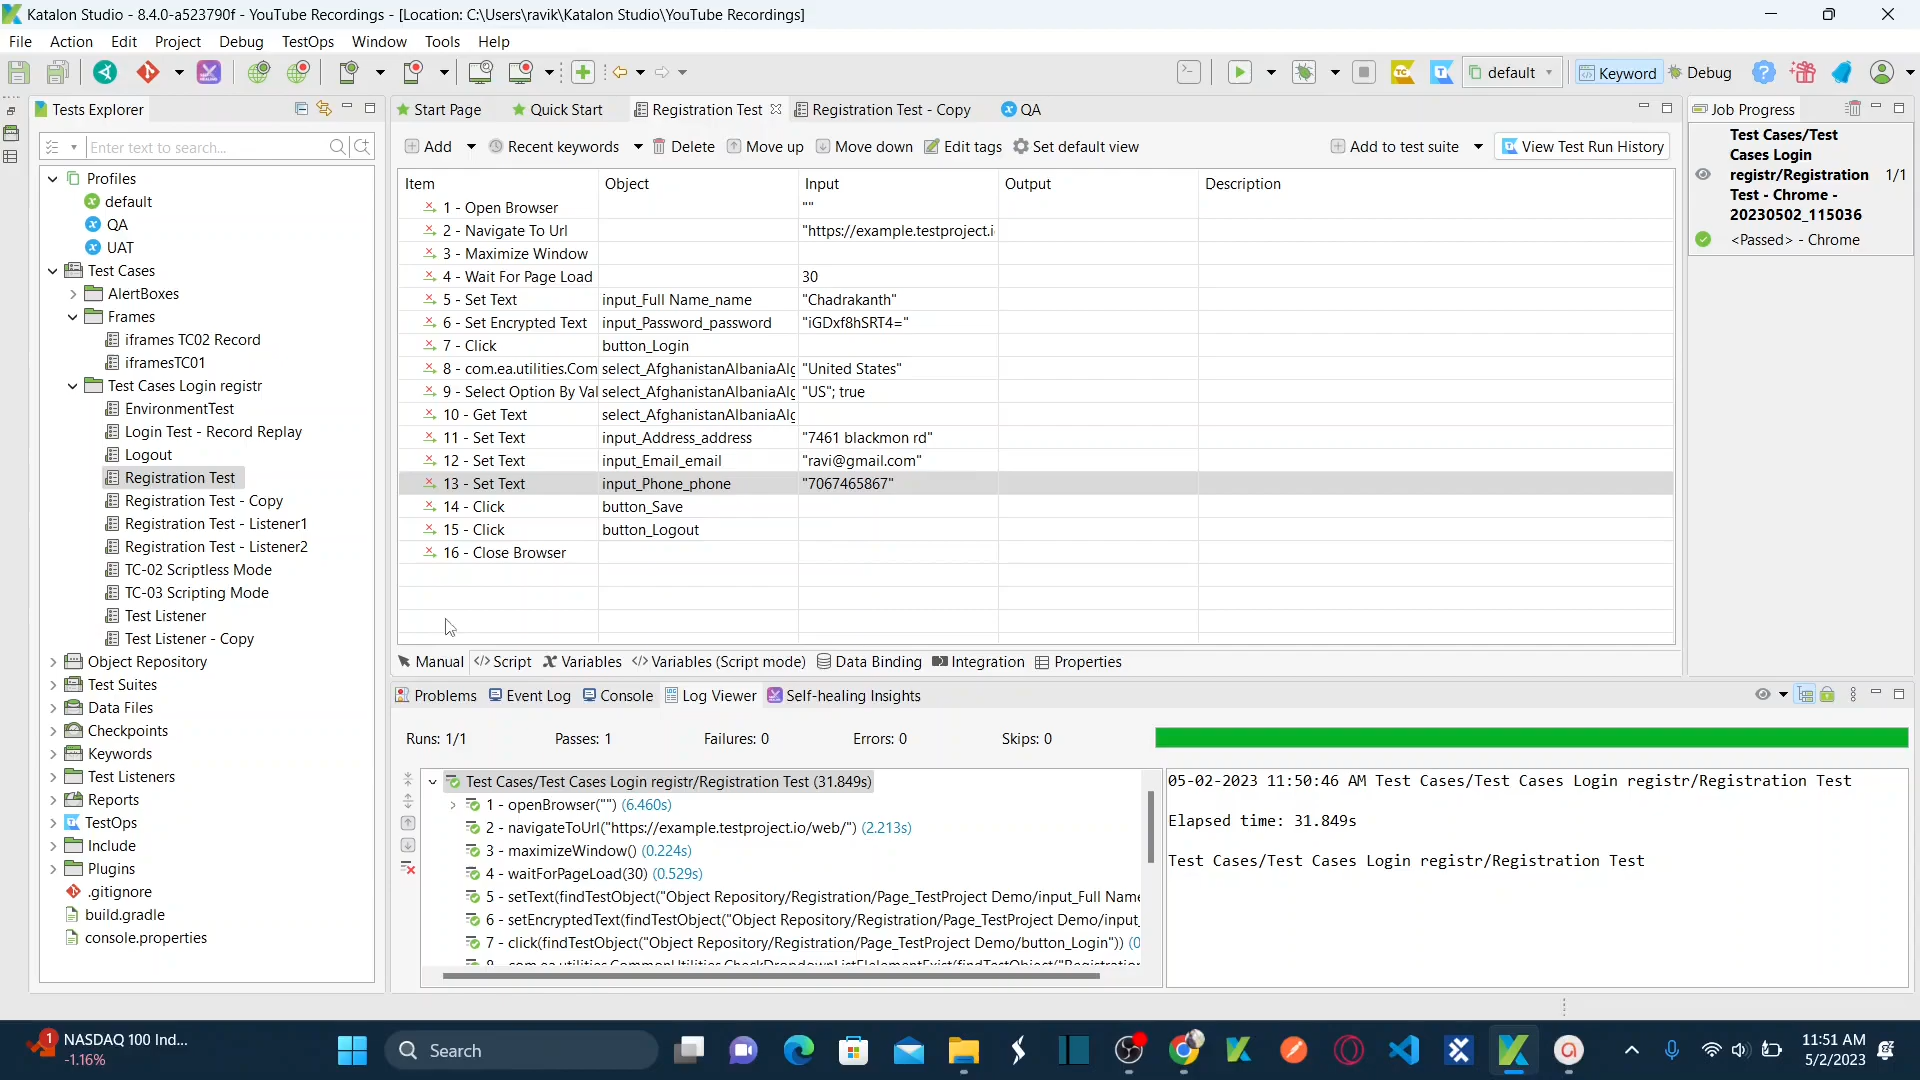 Katalon Studio - 8.4.0-a523790f - YouTube Recordings - [Location: C:\Users\ravik\Katalon Studio\YouTube Recordings]
File Action Edit Project Debug TestOps Window Tools Help
default Keyword Debug
Tests Explorer
Enter text to search...
Profiles
default
QA
UAT
Test Cases
AlertBoxes
Frames
iframes TC02 Record
iframesTC01
Test Cases Login registr
EnvironmentTest
Login Test - Record Replay
Logout
Registration Test
Registration Test - Copy
Registration Test - Listener1
Registration Test - Listener2
TC-02 Scriptless Mode
TC-03 Scripting Mode
Test Listener
Test Listener - Copy
Object Repository
Test Suites
Data Files
Checkpoints
Keywords
Test Listeners
Reports
TestOps
Include
Plugins
.gitignore
build.gradle
console.properties
Start Page Quick Start Registration Test Registration Test - Copy QA
Add Recent keywords Delete Move up Move down Edit tags Set default view Add to test suite View Test Run History
Item Object Input Output Description
1 - Open Browser ""
2 - Navigate To Url "https://example.testproject.i
3 - Maximize Window
4 - Wait For Page Load 30
5 - Set Text input_Full Name_name "Chadrakanth"
6 - Set Encrypted Text input_Password_password "iGDxf8hSRT4="
7 - Click button_Login
8 - com.ea.utilities.Com select_AfghanistanAlbaniaAlg "United States"
9 - Select Option By Val select_AfghanistanAlbaniaAlg "US"; true
10 - Get Text select_AfghanistanAlbaniaAlg
11 - Set Text input_Address_address "7461 blackmon rd"
12 - Set Text input_Email_email "ravi@gmail.com"
13 - Set Text input_Phone_phone "7067465867"
14 - Click button_Save
15 - Click button_Logout
16 - Close Browser
Manual Script Variables Variables (Script mode) Data Binding Integration Properties
Job Progress
Test Cases/Test
Cases Login
registr/Registration 1/1
Test - Chrome -
20230502_115036
<Passed> - Chrome
Problems Event Log Console Log Viewer Self-healing Insights
Runs: 1/1 Passes: 1 Failures: 0 Errors: 0 Skips: 0
Test Cases/Test Cases Login registr/Registration Test (31.849s)
1 - openBrowser("") (6.460s)
2 - navigateToUrl("https://example.testproject.io/web/") (2.213s)
3 - maximizeWindow() (0.224s)
4 - waitForPageLoad(30) (0.529s)
5 - setText(findTestObject("Object Repository/Registration/Page_TestProject Demo/input_Full Name
6 - setEncryptedText(findTestObject("Object Repository/Registration/Page_TestProject Demo/input_
7 - click(findTestObject("Object Repository/Registration/Page_TestProject Demo/button_Login")) (0
05-02-2023 11:50:46 AM Test Cases/Test Cases Login registr/Registration Test
Elapsed time: 31.849s
Test Cases/Test Cases Login registr/Registration Test
1 NASDAQ 100 Ind...
-1.16%
Search
11:51 AM
5/2/2023